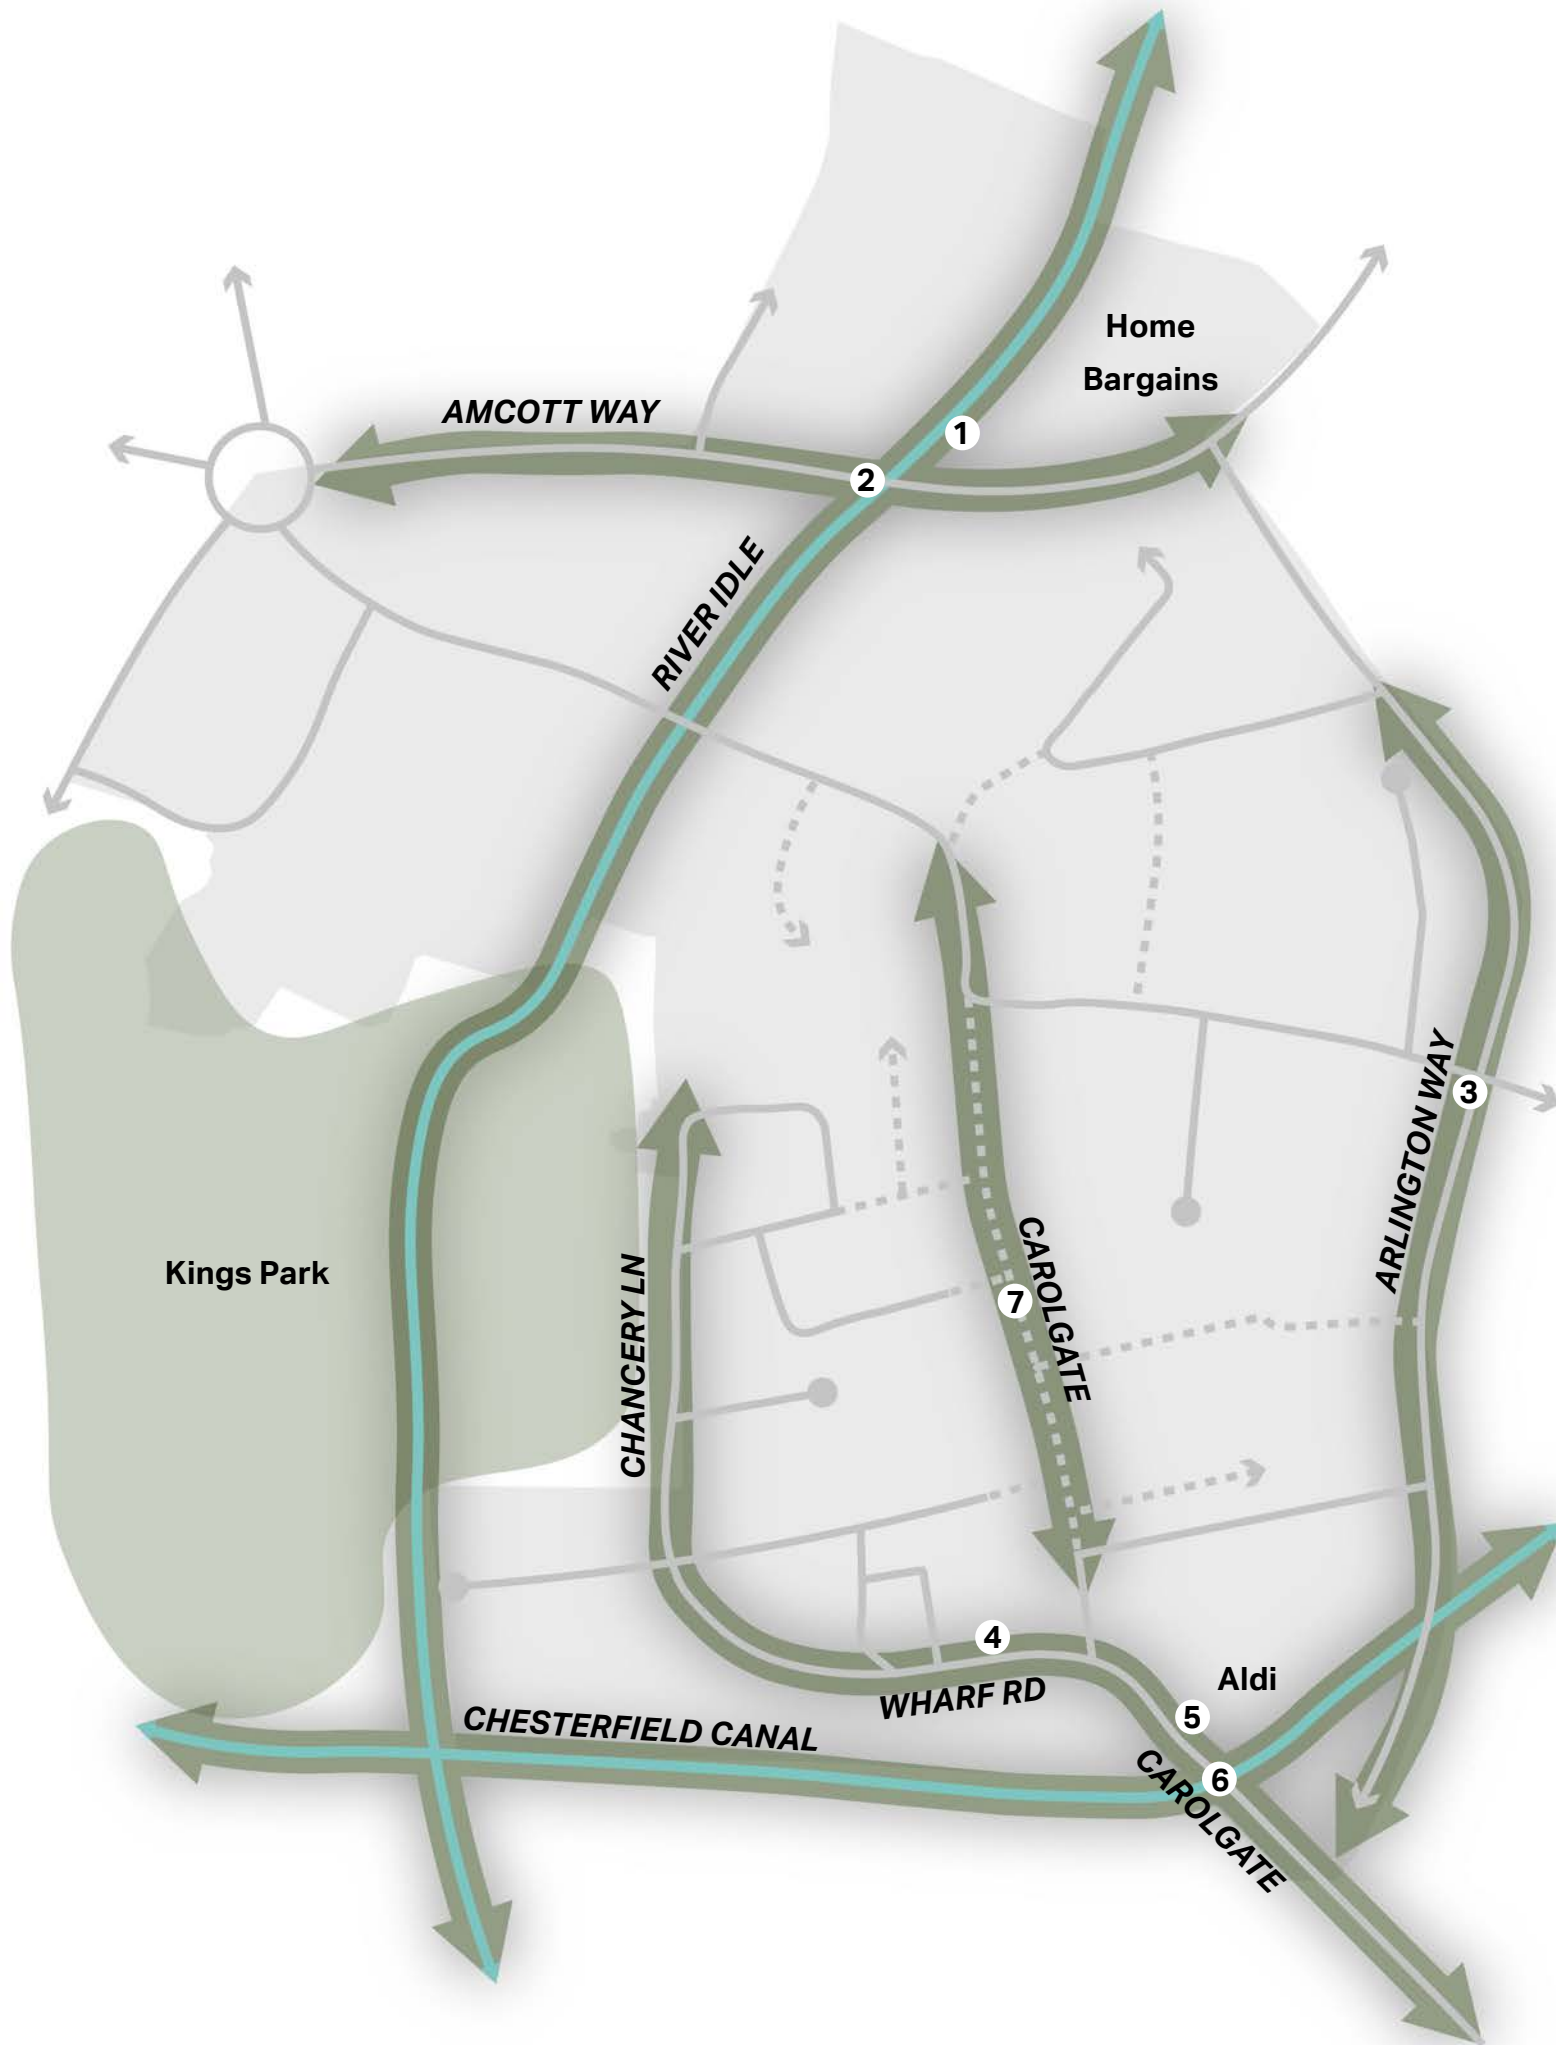 Home
Bargains
AMCOTT WAY
1
2
RIVER IDLE
ARLINGTON WAY
3
Kings Park
CHANCERY LN
CAROLGATE
7
4
WHARF RD
Aldi
5
CHESTERFIELD CANAL
6
CAROLGATE